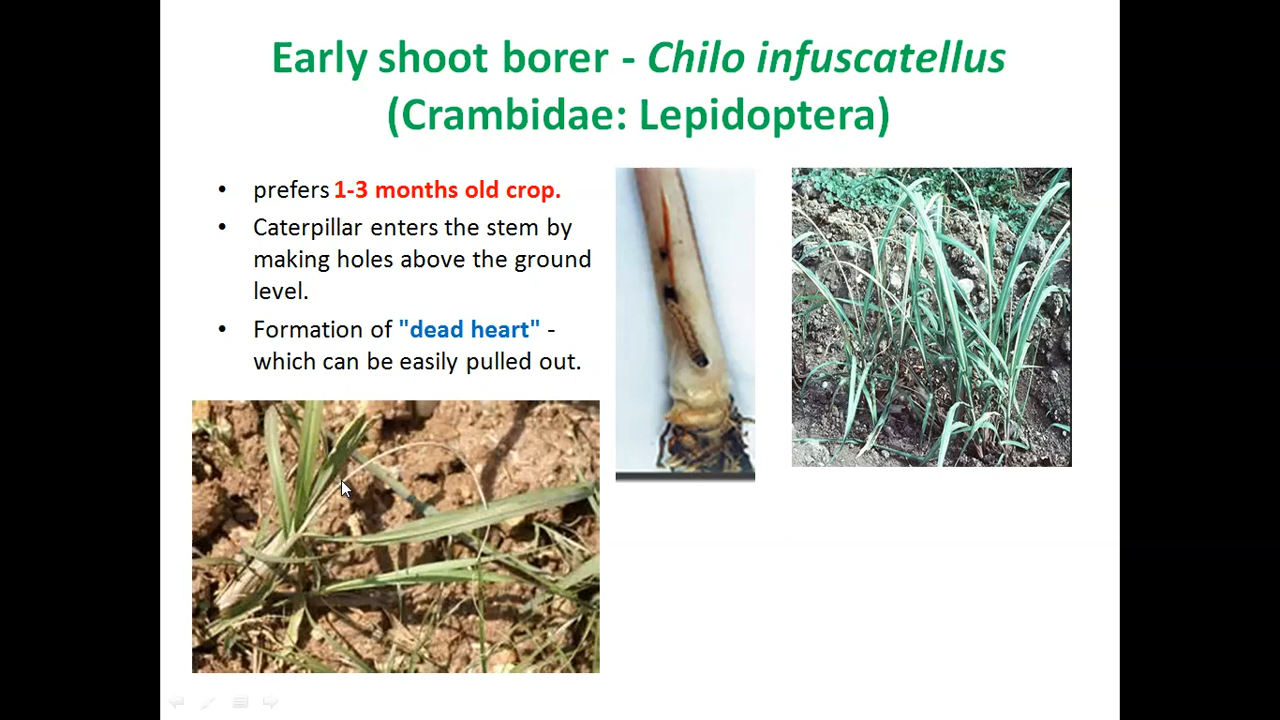 Early shoot borer - Chilo infuscatellus
(Crambidae: Lepidoptera)
• prefers 1-3 months old crop.
• Caterpillar enters the stem by
making holes above the ground
level.
• Formation of "dead heart" -
which can be easily pulled out.